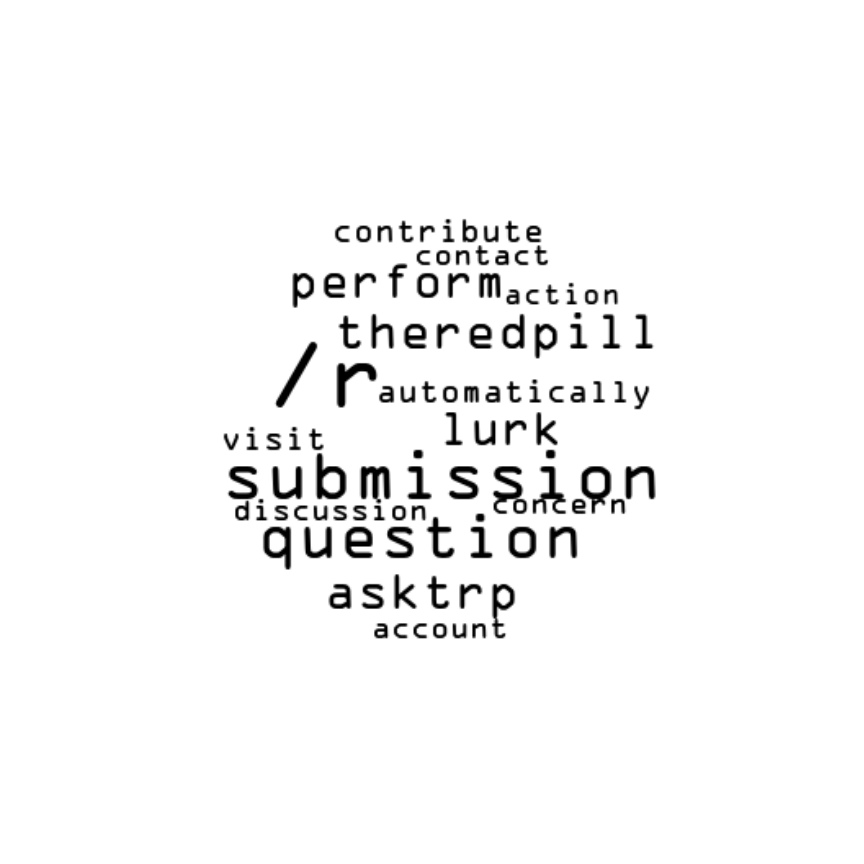 contribute
contact
perform action
theredpill
/r automatically
lurk
visit
submission
discussion concern
question
asktrp
account